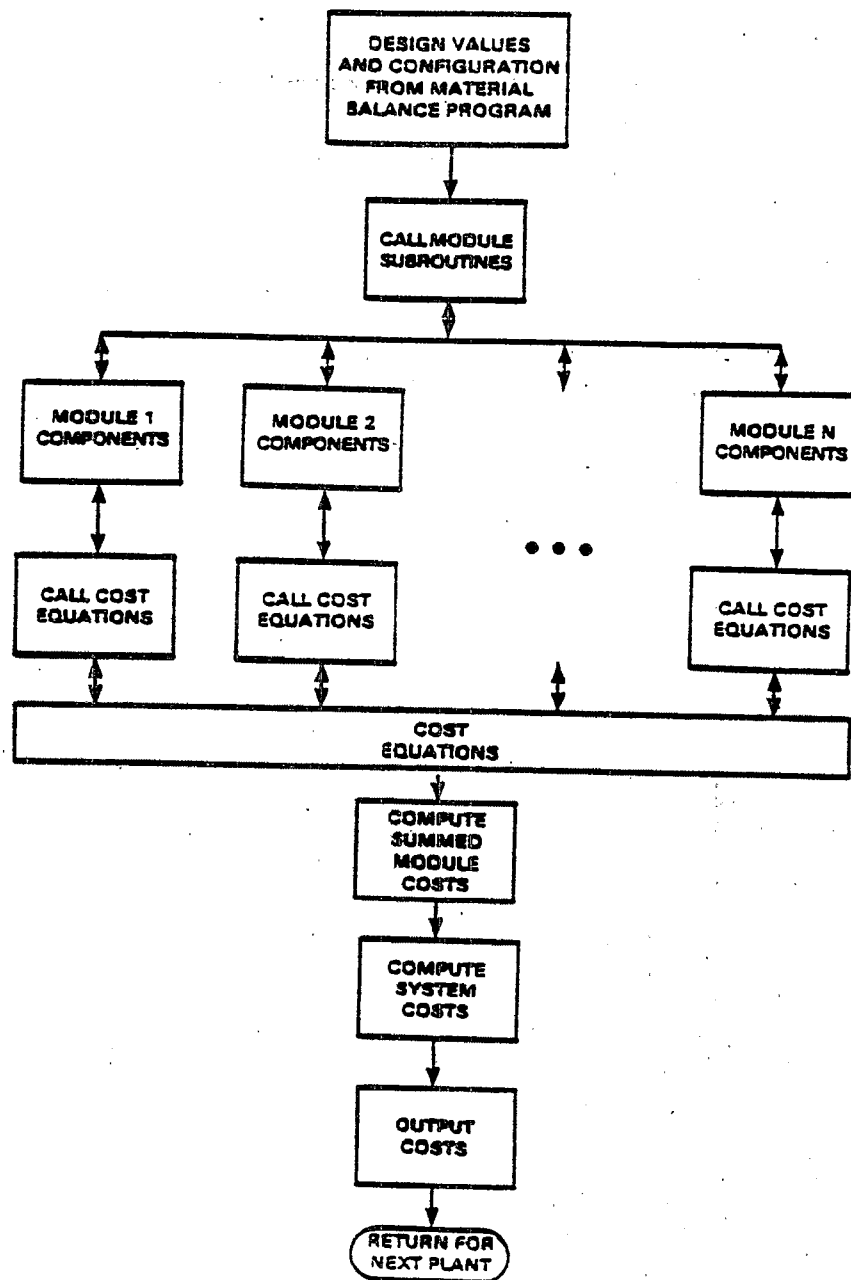 DESIGN VALUES
AND CONFIGURATION
FROM MATERIAL
BALANCE PROGRAM
CALL MODULE
SUBROUTINES
MODULE 1
COMPONENTS
MODULE 2
COMPONENTS
MODULE N
COMPONENTS
CALL COST
EQUATIONS
CALL COST
EQUATIONS
CALL COST
EQUATIONS
COST
EQUATIONS
COMPUTE
SUMMED
MODULE
COSTS
COMPUTE
SYSTEM
COSTS
OUTPUT
COSTS
RETURN FOR
NEXT PLANT